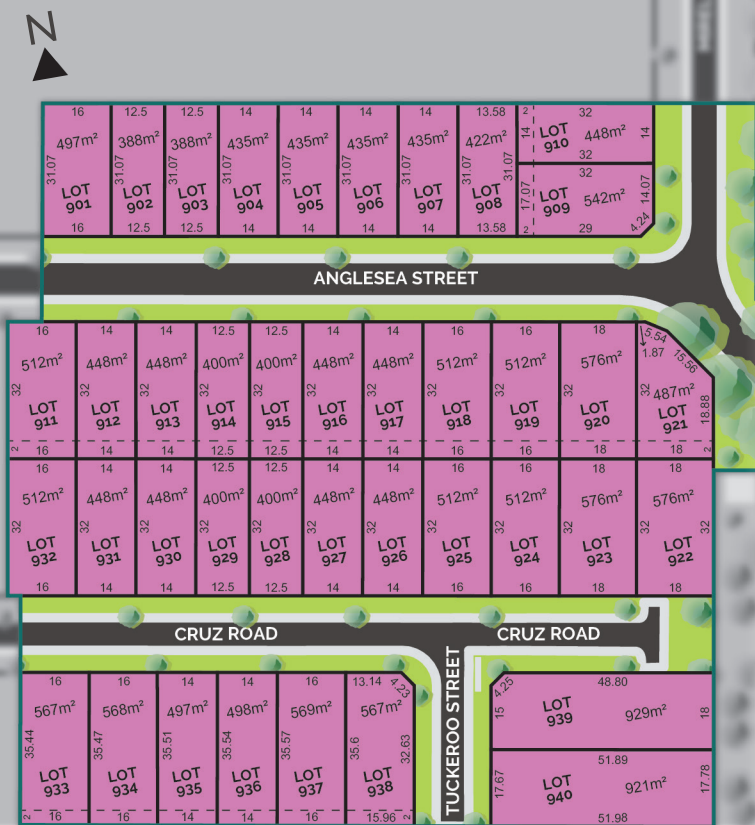 N
16 12.5 12.5 14 14 14 14 13.58 2 32
497m² 388m² 388m² 435m² 435m² 435m² 435m² 422m² 14 LOT 910 448m² 14
32
31.07 31.07 31.07 31.07 31.07 31.07 31.07 31.07 31.07
32
LOT 901 LOT 902 LOT 903 LOT 904 LOT 905 LOT 906 LOT 907 LOT 908 17.07 LOT 909 542m² 14.07
16 12.5 12.5 14 14 14 14 13.58 2 29 4.24
ANGLESEA STREET
16 14 14 12.5 12.5 14 14 16 16 18 5.54
1.87 15.56
512m² 448m² 448m² 400m² 400m² 448m² 448m² 512m² 512m² 576m² 487m²
32 32 32 32 32 32 32 32 32 32 32 18.88
LOT 911 LOT 912 LOT 913 LOT 914 LOT 915 LOT 916 LOT 917 LOT 918 LOT 919 LOT 920 LOT 921
2 16 14 14 12.5 12.5 14 14 16 16 18 18 2
16 14 14 12.5 12.5 14 14 16 16 18 18
512m² 448m² 448m² 400m² 400m² 448m² 448m² 512m² 512m² 576m² 576m²
32 32 32 32 32 32 32 32 32 32 32 32
LOT 932 LOT 931 LOT 930 LOT 929 LOT 928 LOT 927 LOT 926 LOT 925 LOT 924 LOT 923 LOT 922
16 14 14 12.5 12.5 14 14 16 16 18 18
CRUZ ROAD CRUZ ROAD
TUCKEROO STREET
16 16 14 14 16 13.14 4.23
567m² 568m² 497m² 498m² 569m² 567m²
35.44 35.47 35.51 35.54 35.57 35.6 32.63
LOT 933 LOT 934 LOT 935 LOT 936 LOT 937 LOT 938
2 16 16 14 14 16 15.96 2
4.25 48.80
15 LOT 939 929m² 18
51.89
17.67 LOT 940 921m² 17.78
51.98